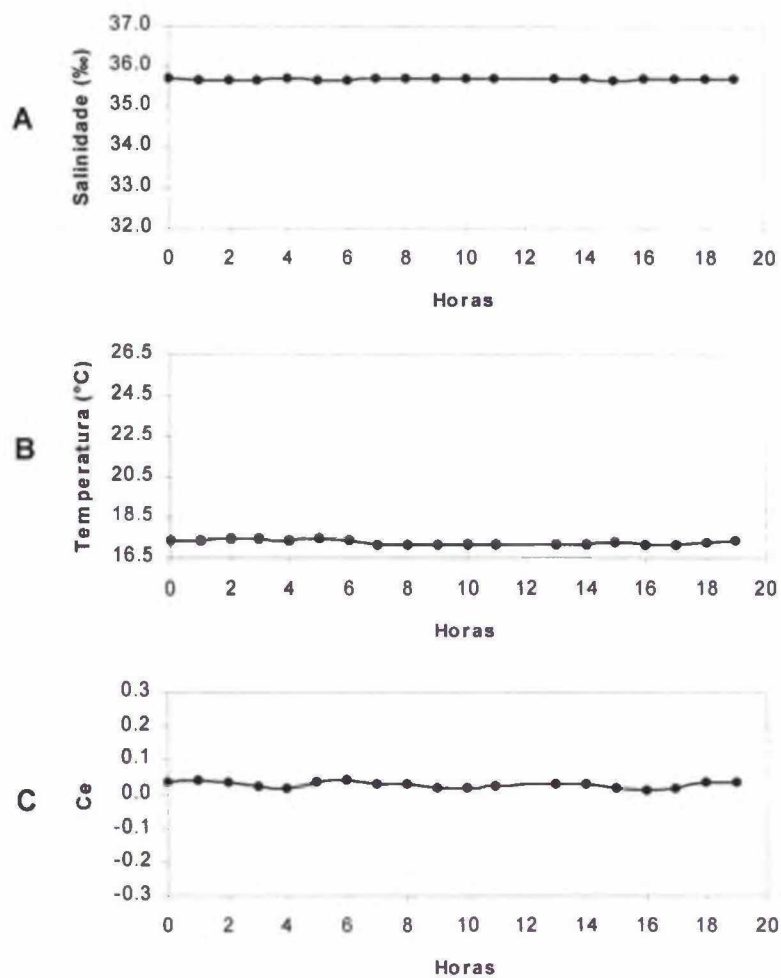 A
Salinidade (‰)
37.0
36.0
35.0
34.0
33.0
32.0
0 2 4 6 8 10 12 14 16 18 20
Horas
B
Temperatura (°C)
26.5
24.5
22.5
20.5
18.5
16.5
0 2 4 6 8 10 12 14 16 18 20
Horas
C
Ce
0.3
0.2
0.1
0.0
-0.1
-0.2
-0.3
0 2 4 6 8 10 12 14 16 18 20
Horas